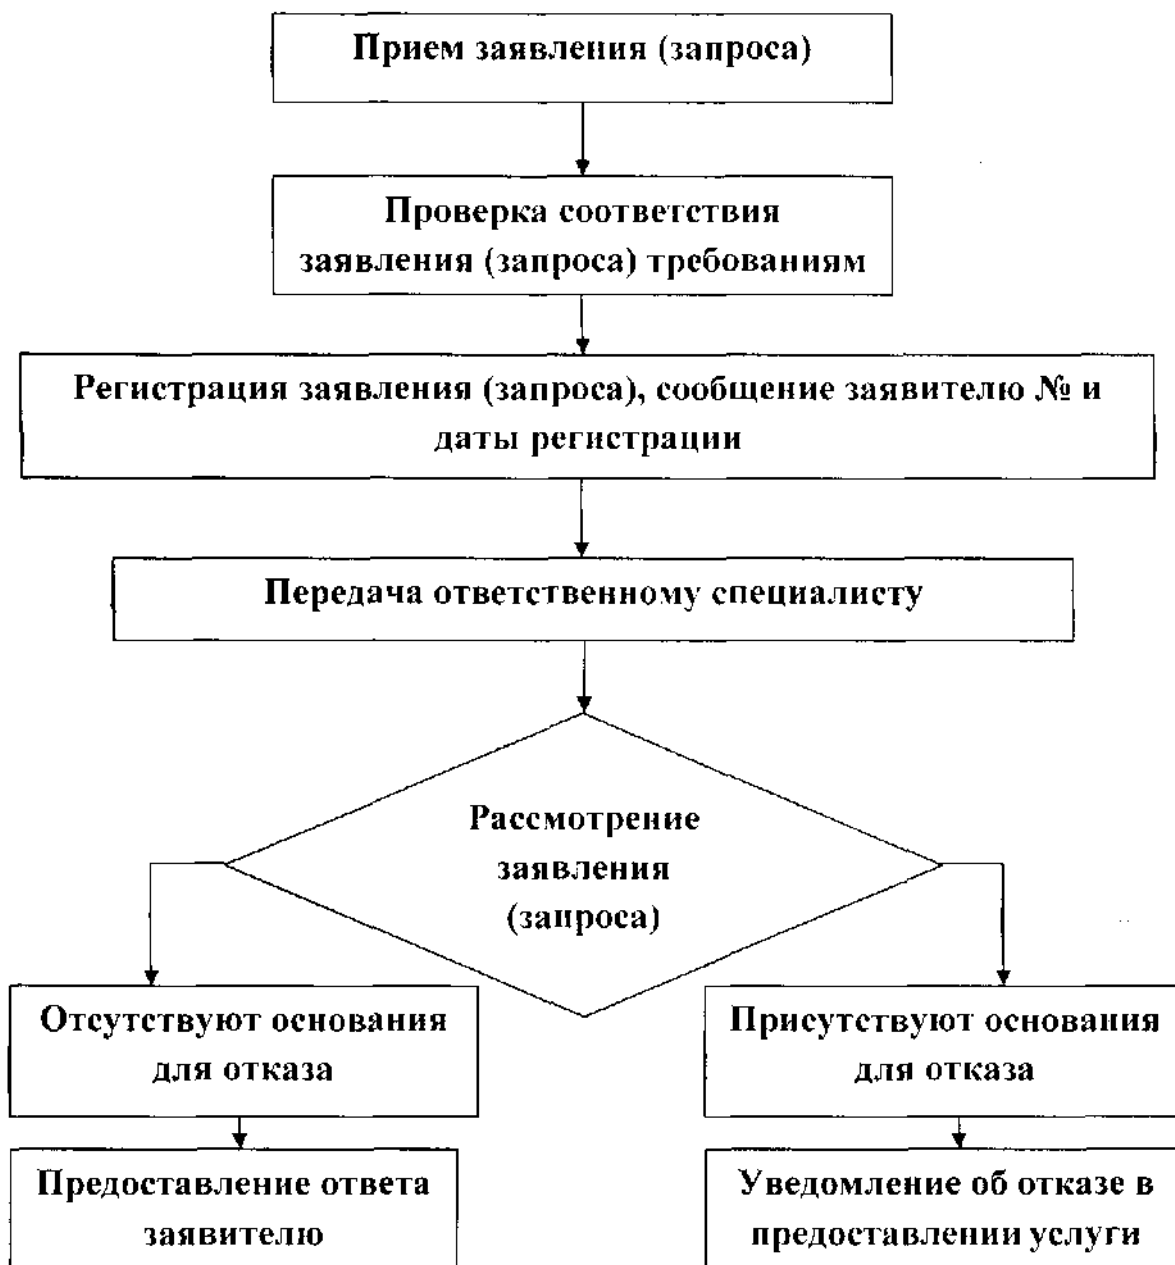 Прием заявления (запроса)
Проверка соответствия
заявления (запроса) требованиям
Регистрация заявления (запроса), сообщение заявителю № и
даты регистрации
Передача ответственному специалисту
Рассмотрение
заявления
(запроса)
Отсутствуют основания
для отказа
Присутствуют основания
для отказа
Предоставление ответа
заявителю
Уведомление об отказе в
предоставлении услуги